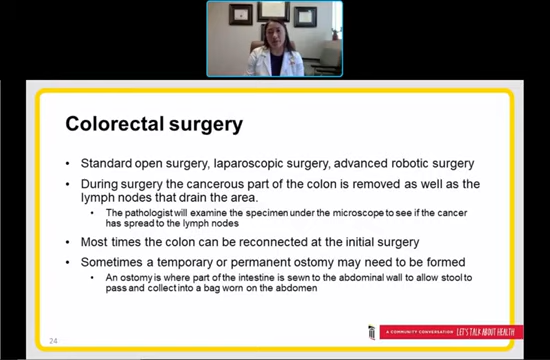 Colorectal surgery
• Standard open surgery, laparoscopic surgery, advanced robotic surgery
• During surgery the cancerous part of the colon is removed as well as the
lymph nodes that drain the area.
• The pathologist will examine the specimen under the microscope to see if the cancer
has spread to the lymph nodes
• Most times the colon can be reconnected at the initial surgery
• Sometimes a temporary or permanent ostomy may need to be formed
• An ostomy is where part of the intestine is sewn to the abdominal wall to allow stool to
pass and collect into a bag worn on the abdomen
24
A COMMUNITY CONVERSATION LET'S TALK ABOUT HEALTH